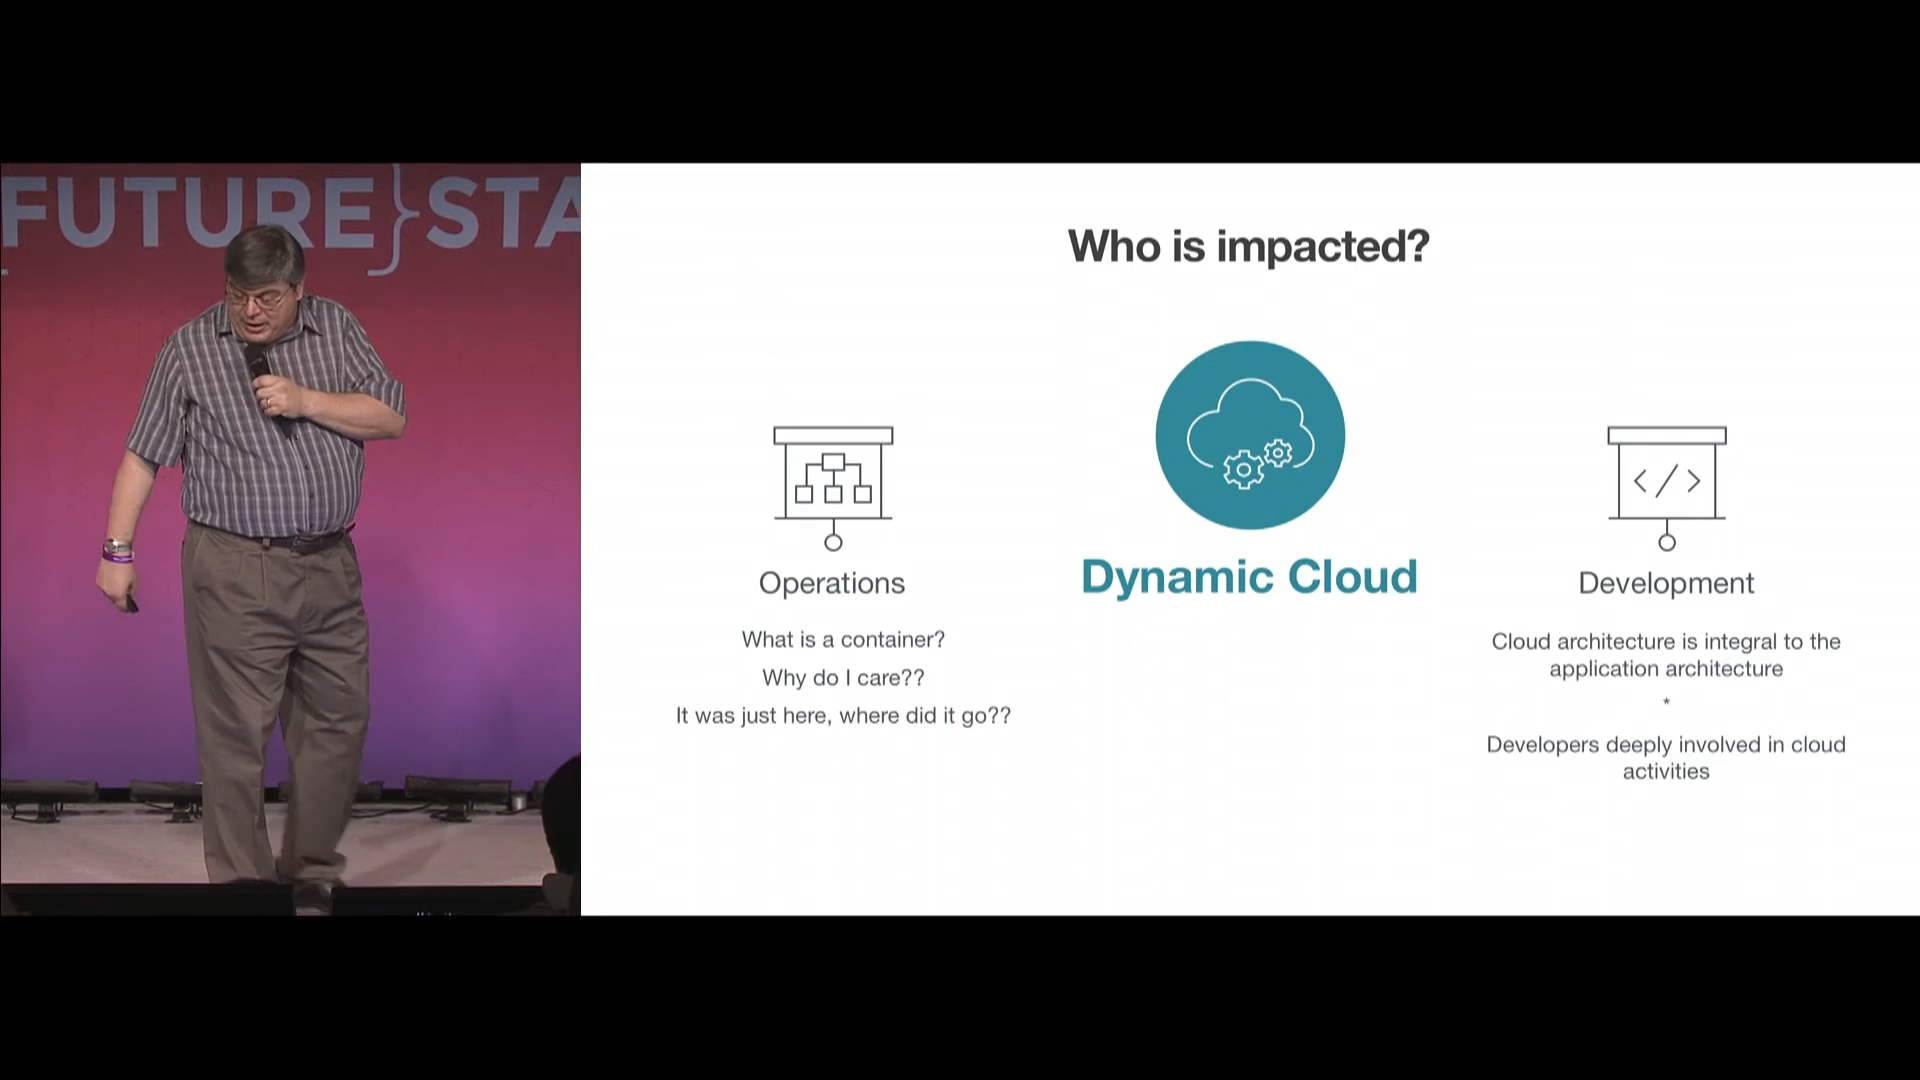 FUTURE}STA
Who is impacted?
</>
Operations
Dynamic Cloud
Development
What is a container?
Why do I care??
It was just here, where did it go??
Cloud architecture is integral to the
application architecture
*
Developers deeply involved in cloud
activities